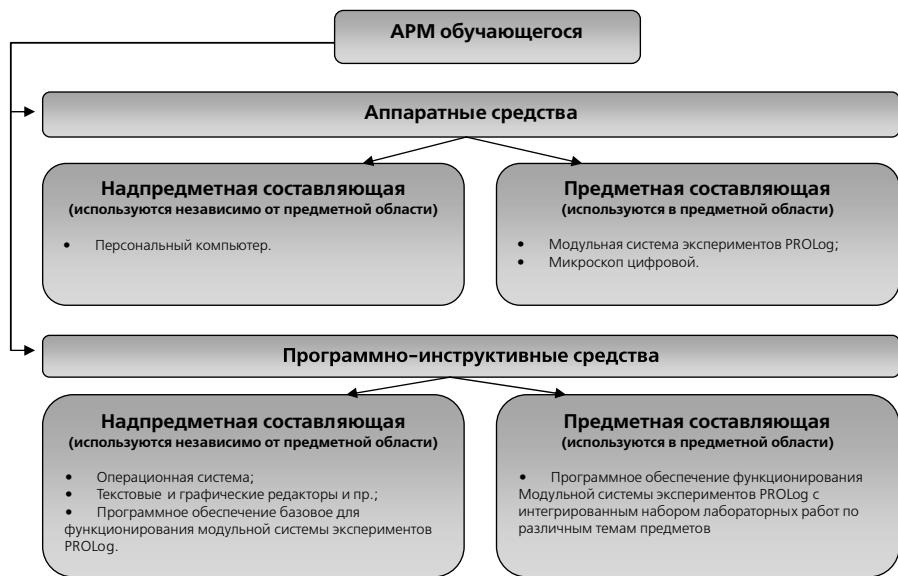 АРМ обучающегося
Аппаратные средства
Надпредметная составляющая
(используются независимо от предметной области)
• Персональный компьютер.
Предметная составляющая
(используются в предметной области)
• Модульная система экспериментов PROLog;
• Микроскоп цифровой.
Программно-инструктивные средства
Надпредметная составляющая
(используются независимо от предметной области)
• Операционная система;
• Текстовые и графические редакторы и пр.;
• Программное обеспечение базовое для
функционирования модульной системы экспериментов
PROLog.
Предметная составляющая
(используются в предметной области)
• Программное обеспечение функционирования
Модульной системы экспериментов PROLog с
интегрированным набором лабораторных работ по
различным темам предметов